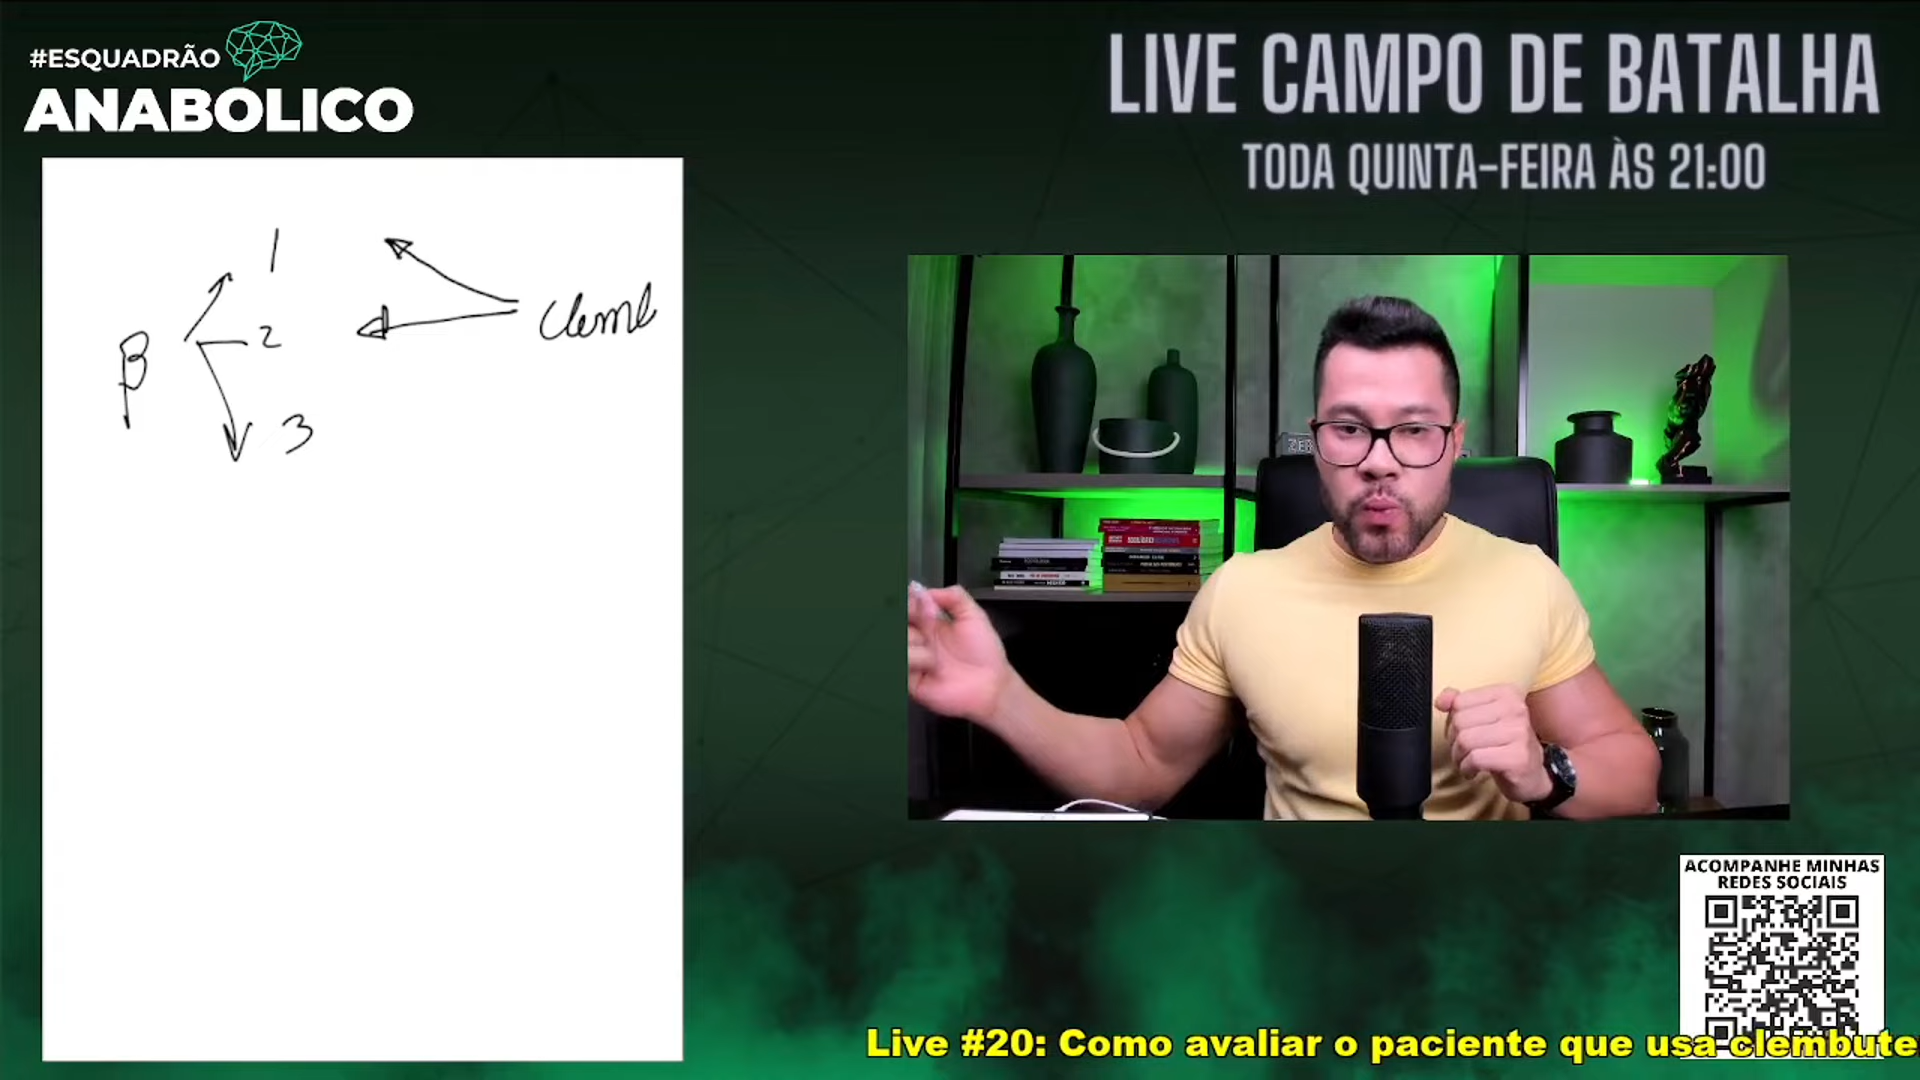 #ESQUADRÃO
ANABOLICO
LIVE CAMPO DE BATALHA
TODA QUINTA-FEIRA ÀS 21:00
1
β 2 Clemb
3
ACOMPANHE MINHAS
REDES SOCIAIS
Live #20: Como avaliar o paciente que usa clembute